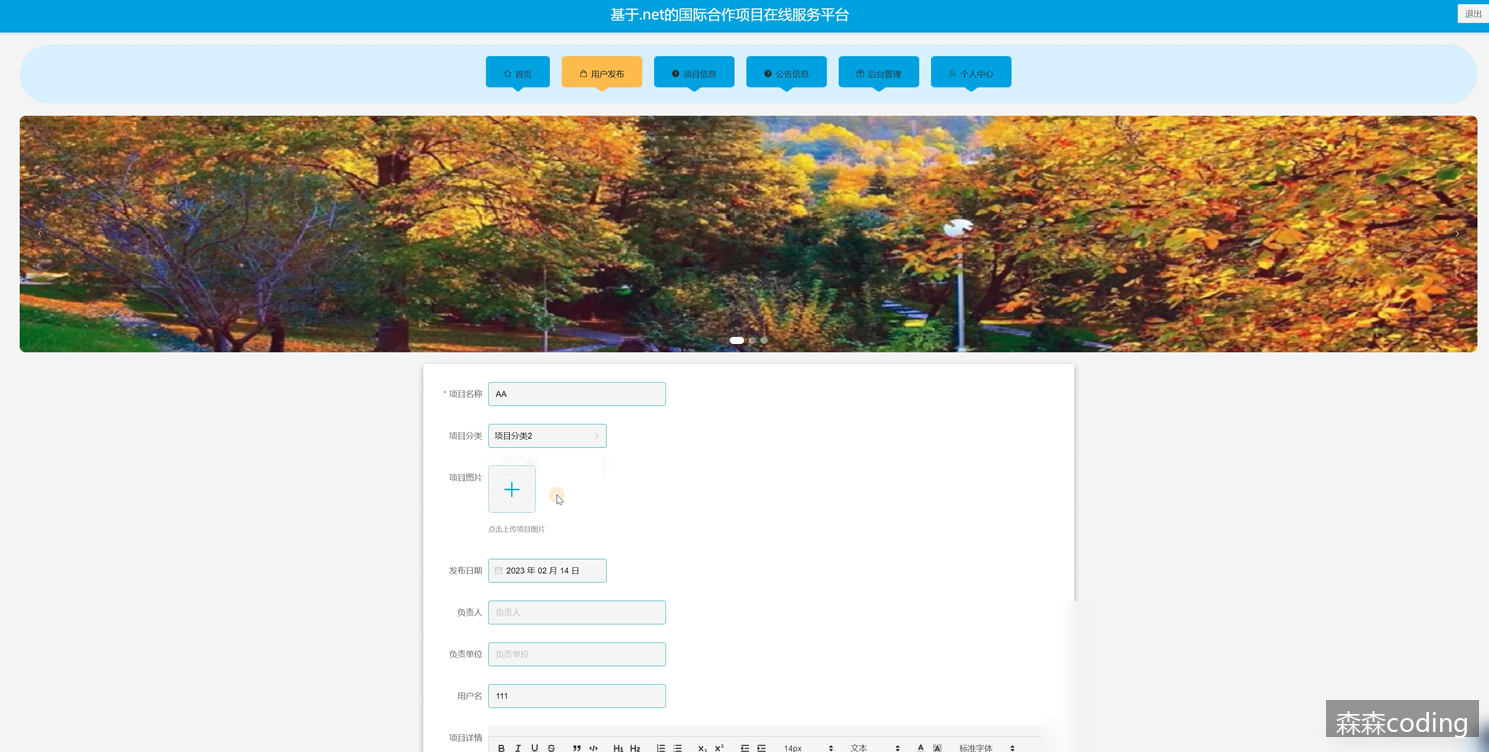 基于.net的国际合作项目在线服务平台
退出
首页
用户发布
项目信息
公告信息
后台管理
个人中心
* 项目名称
AA
项目分类
项目分类2
项目图片
点击上传项目图片
发布日期
2023 年 02 月 14 日
负责人
负责人
负责单位
负责单位
用户名
111
项目详情
B I U S ” </> H1 H2 X₂ X² 14px 文本 A A 标准字体
森森coding